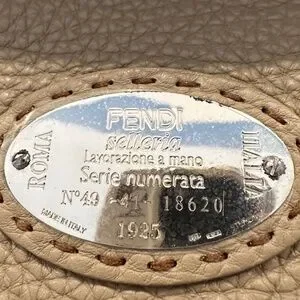 FENDI
selleria
Lavorazione a mano
Serie numerata
N° 49 -41- 18620
1925
ROMA
ITALIA
MADE IN ITALY